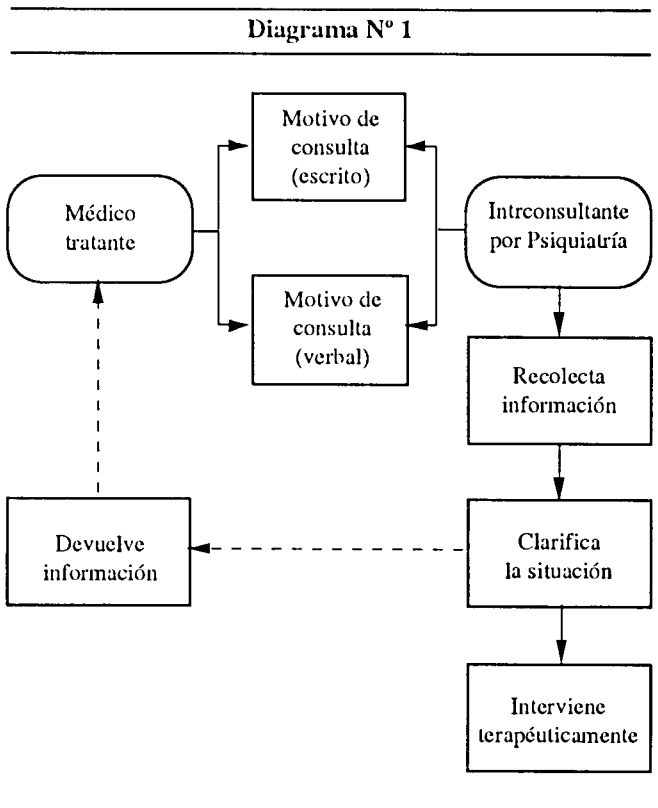 Diagrama Nº 1
Motivo de
consulta
(escrito)
Médico
tratante
Intrconsultante
por Psiquiatría
Motivo de
consulta
(verbal)
Recolecta
información
Devuelve
información
Clarifica
la situación
Interviene
terapéuticamente